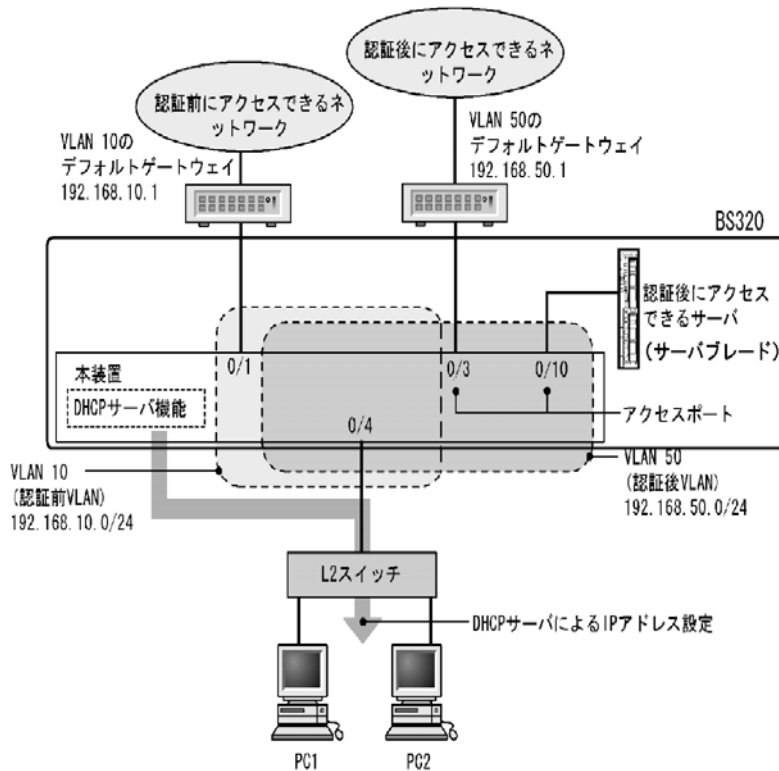 認証後にアクセスできるネ
ットワーク
認証前にアクセスできるネ
ットワーク
VLAN 10の
デフォルトゲートウェイ
192.168.10.1
VLAN 50の
デフォルトゲートウェイ
192.168.50.1
BS320
認証後にアクセス
できるサーバ
(サーバブレード)
本装置
DHCPサーバ機能
0/1
0/3
0/10
0/4
アクセスポート
VLAN 10
(認証前VLAN)
192.168.10.0/24
VLAN 50
(認証後VLAN)
192.168.50.0/24
L2スイッチ
DHCPサーバによるIPアドレス設定
PC1
PC2